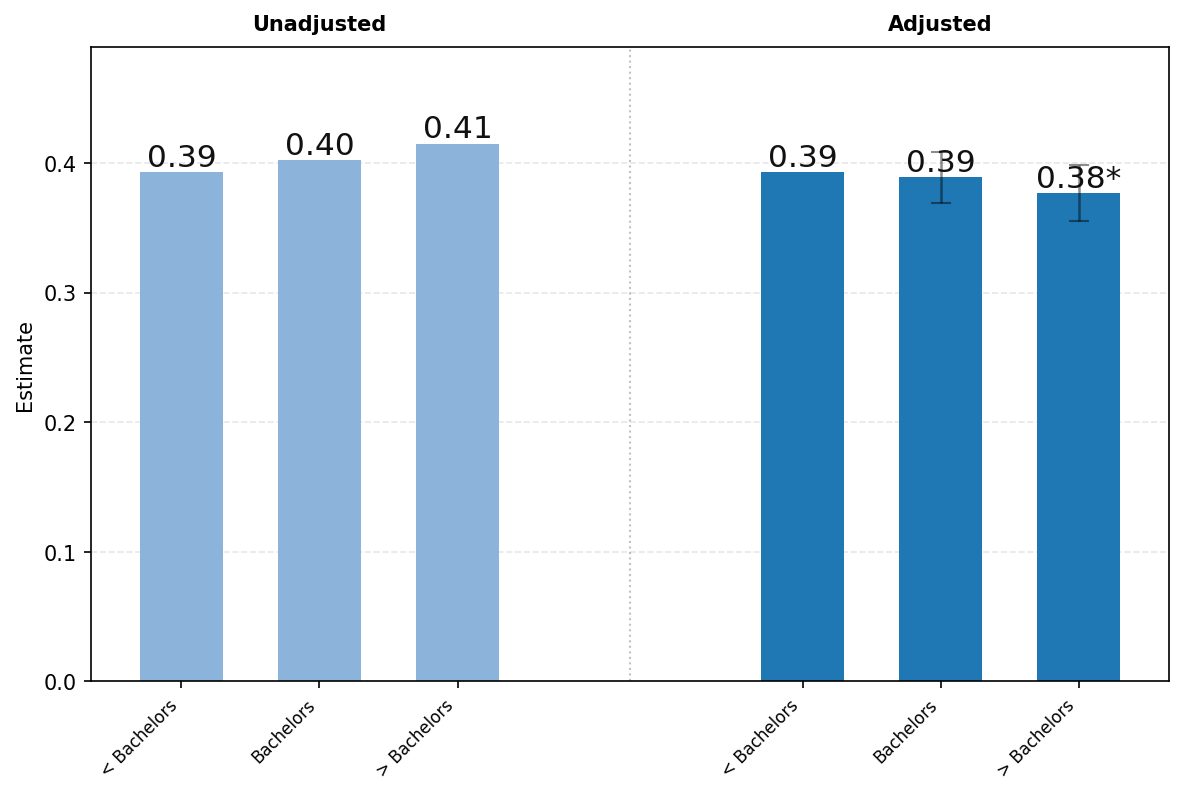 Unadjusted
Adjusted
Estimate
0.4
0.3
0.2
0.1
0.0
0.39
0.40
0.41
0.39
0.39
0.38*
< Bachelors
Bachelors
> Bachelors
< Bachelors
Bachelors
> Bachelors